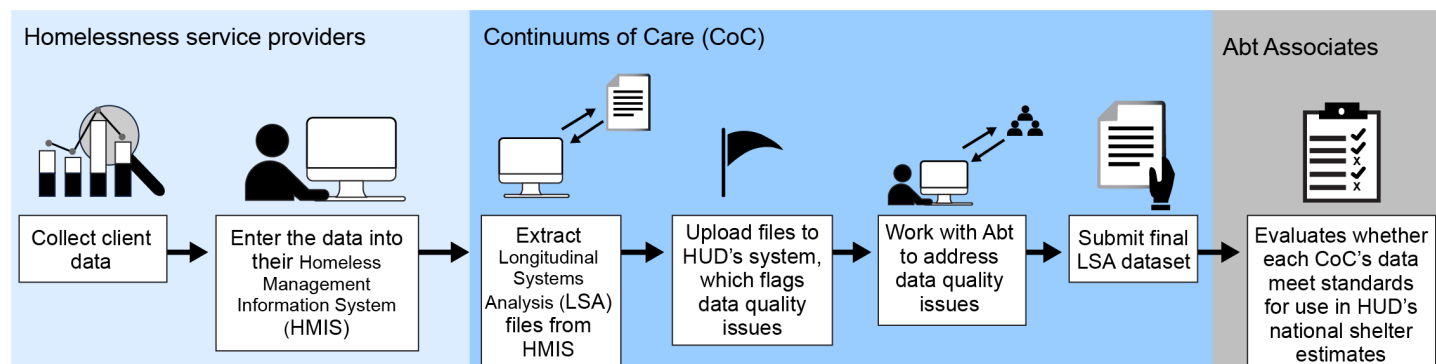 Homelessness service providers
Continuums of Care (CoC)
Abt Associates
Collect client
data
Enter the data into
their Homeless
Management
Information System
(HMIS)
Extract
Longitudinal
Systems
Analysis (LSA)
files from
HMIS
Upload files to
HUD's system,
which flags
data quality
issues
Work with Abt
to address
data quality
issues
Submit final
LSA dataset
Evaluates whether
each CoC's data
meet standards
for use in HUD's
national shelter
estimates